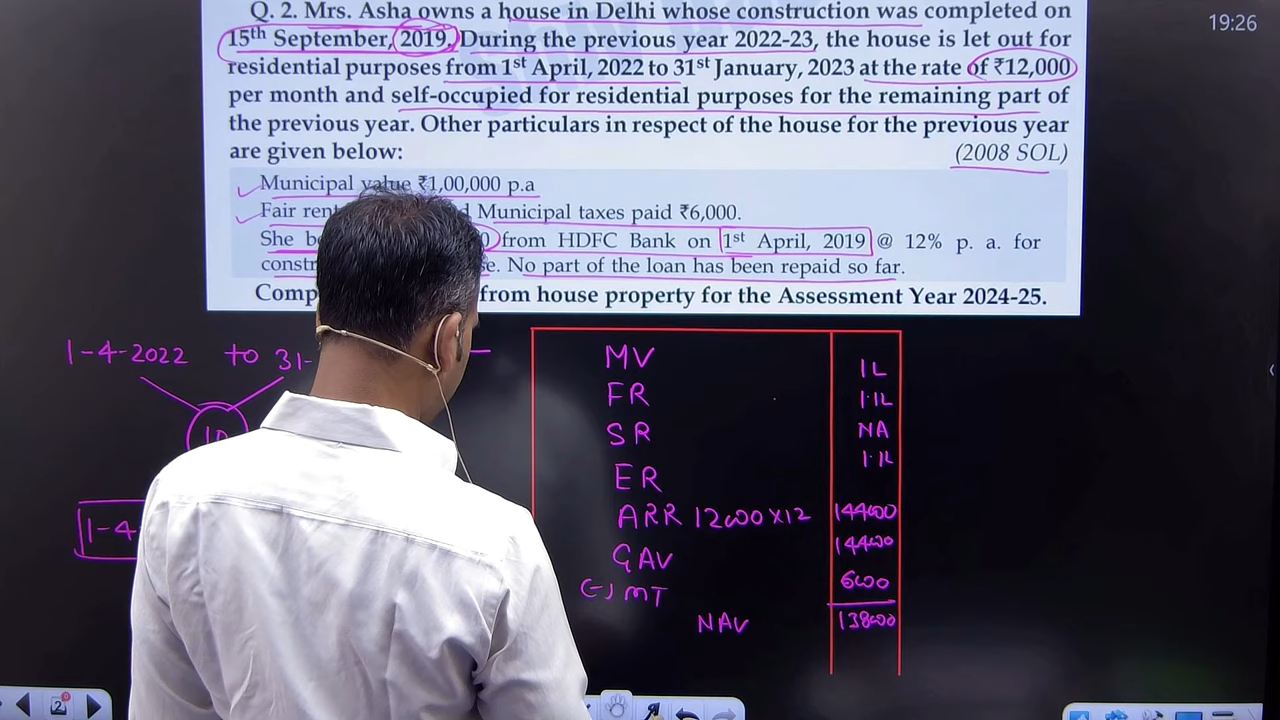 19:26
Q. 2. Mrs. Asha owns a house in Delhi whose construction was completed on
15th September, 2019. During the previous year 2022-23, the house is let out for
residential purposes from 1st April, 2022 to 31st January, 2023 at the rate of ₹12,000
per month and self-occupied for residential purposes for the remaining part of
the previous year. Other particulars in respect of the house for the previous year
are given below: (2008 SOL)
Municipal value ₹1,00,000 p.a
Fair rent Municipal taxes paid ₹6,000.
She from HDFC Bank on 1st April, 2019 @ 12% p. a. for
No part of the loan has been repaid so far.
from house property for the Assessment Year 2024-25.
1-4-2022 to 31-
10
1-4
MV 1L
FR 1.1L
SR NA
ER 1.1L
ARR 12000x12 144000
GAV 144000
(-) MT 6000
NAV 138000
2